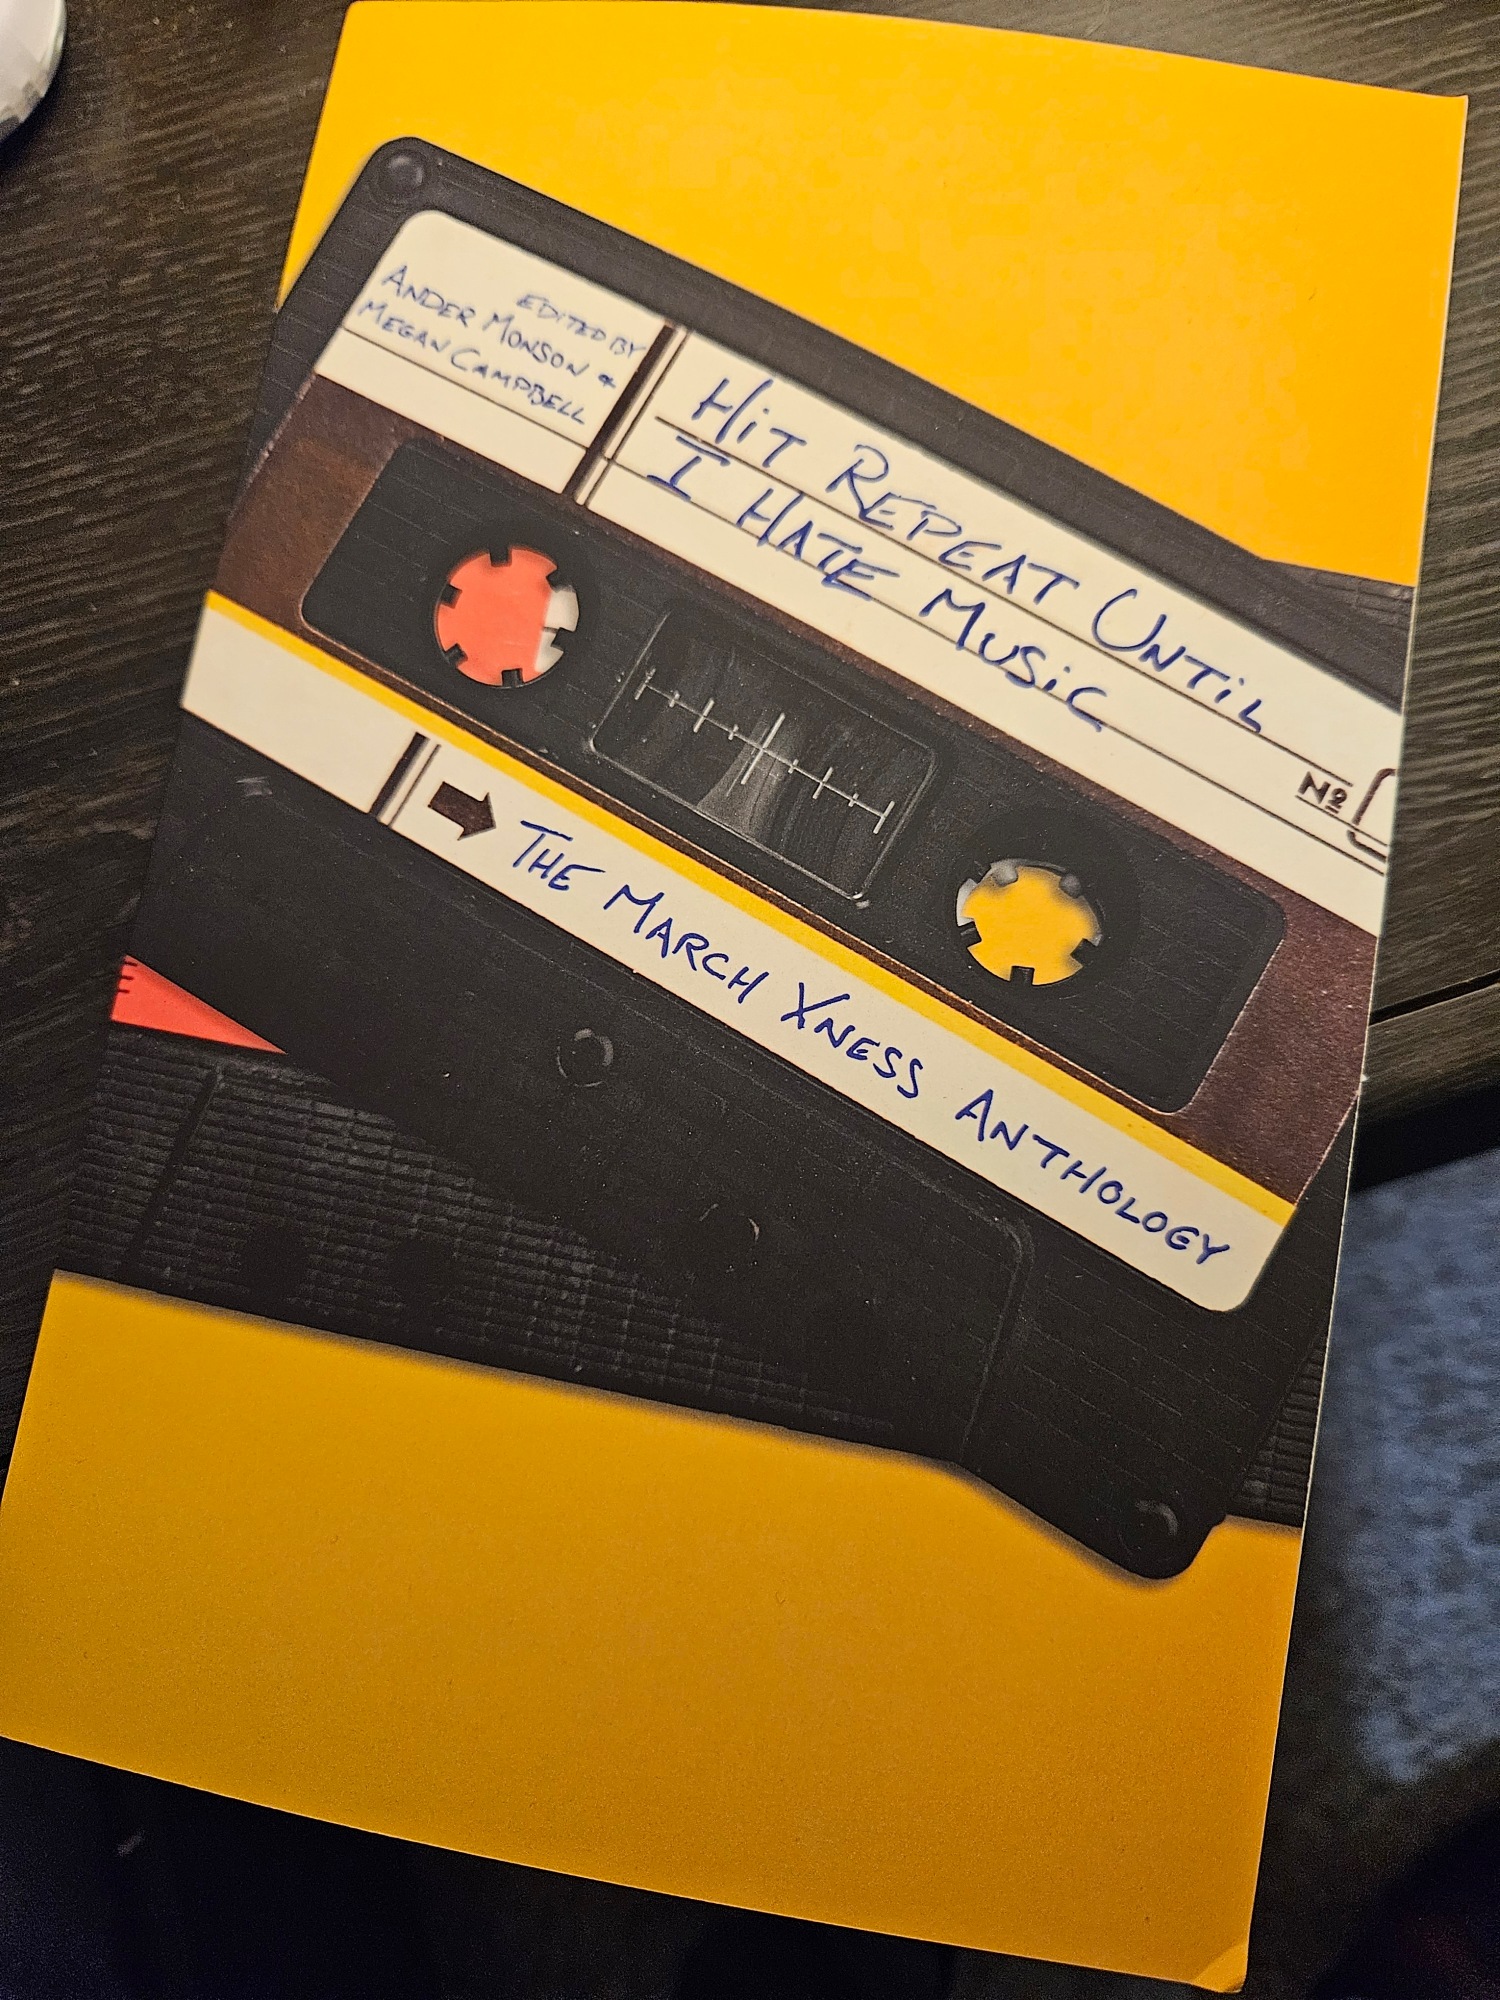 EDITED BY
ANDER MONSON &
MEGAN CAMPBELL
HiT REPEAT UNTiL
I HATE MUSiC
Nº
THE MARCH XNESS ANTHOLOGY